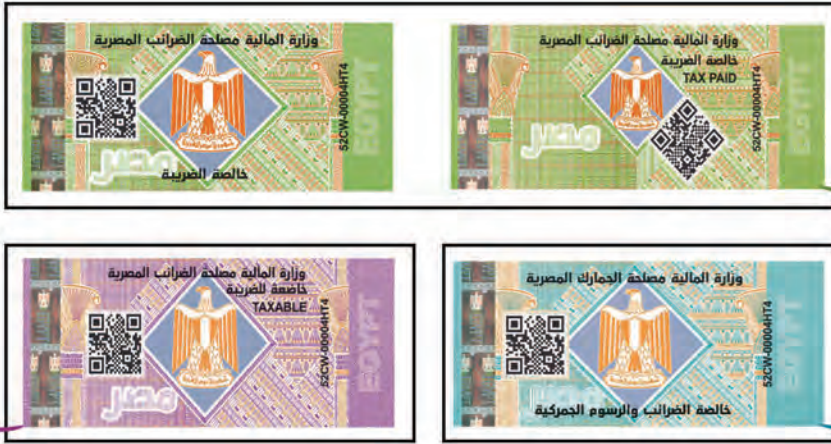 وزارة المالية مصلحة الضرائب المصرية
مصر
خالصة الضريبة
52CW-00004HT4
EGYPT
وزارة المالية مصلحة الضرائب المصرية
خالصة الضريبة
TAX PAID
مصر
52CW-00004HT4
EGYPT
وزارة المالية مصلحة الضرائب المصرية
خاضعة للضريبة
TAXABLE
مصر
52CW-00004HT4
EGYPT
وزارة المالية مصلحة الجمارك المصرية
مصر
خالصة الضرائب والرسوم الجمركية
52CW-00004HT4
EGYPT